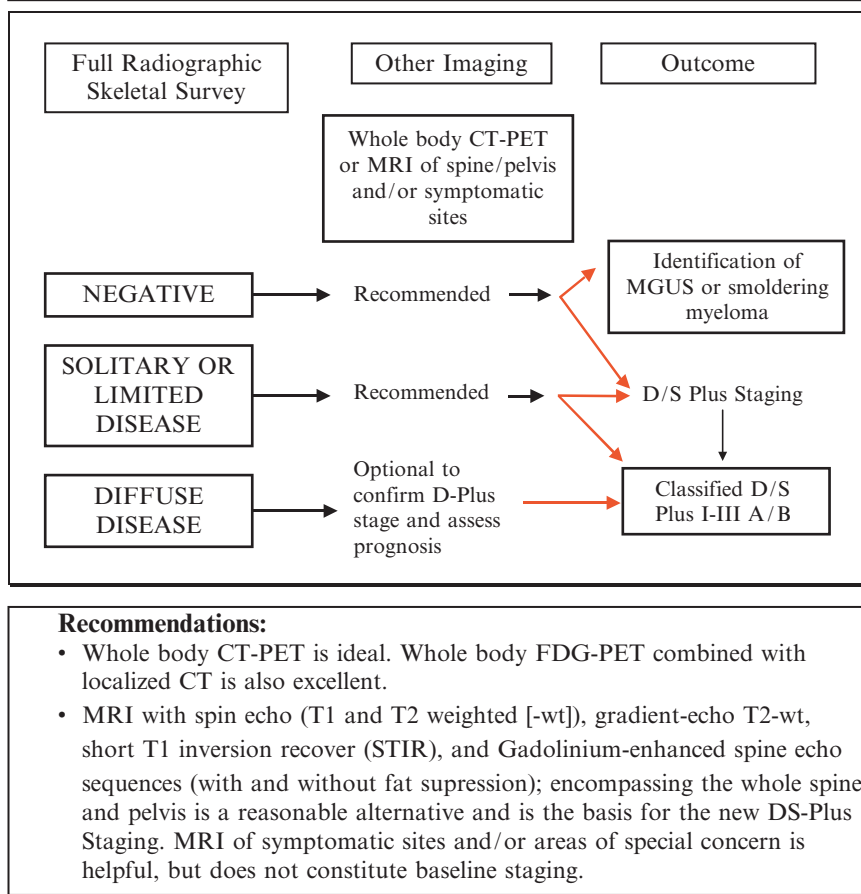 Full Radiographic
Skeletal Survey
Other Imaging
Outcome
Whole body CT-PET
or MRI of spine/pelvis
and/or symptomatic
sites
NEGATIVE
Recommended
Identification of
MGUS or smoldering
myeloma
SOLITARY OR
LIMITED
DISEASE
Recommended
D/S Plus Staging
DIFFUSE
DISEASE
Optional to
confirm D-Plus
stage and assess
prognosis
Classified D/S
Plus I-III A/B
Recommendations:
• Whole body CT-PET is ideal. Whole body FDG-PET combined with
localized CT is also excellent.
• MRI with spin echo (T1 and T2 weighted [-wt]), gradient-echo T2-wt,
short T1 inversion recover (STIR), and Gadolinium-enhanced spine echo
sequences (with and without fat supression); encompassing the whole spine
and pelvis is a reasonable alternative and is the basis for the new DS-Plus
Staging. MRI of symptomatic sites and/or areas of special concern is
helpful, but does not constitute baseline staging.